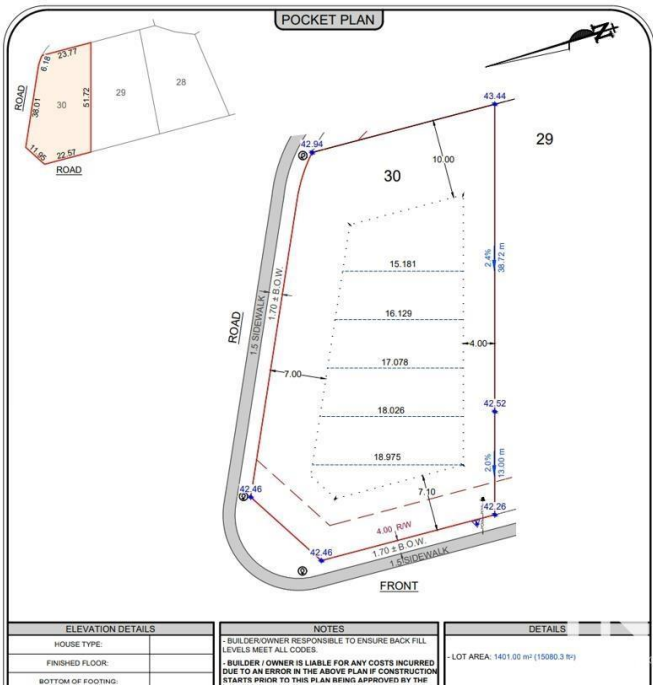 POCKET PLAN
23.77
6.18
ROAD
38.01
30
51.72
29
28
11.95
22.57
ROAD
43.44
42.94
29
30
10.00
15.181
2.4%
38.72 m
1.70 ± B.O.W.
1.5 SIDEWALK
ROAD
16.129
4.00
17.078
7.00
18.026
42.52
18.975
2.0%
13.00 m
42.46
7.10
42.26
4.00 R/W
1.70 ± B.O.W.
42.46
1.5 SIDEWALK
FRONT
ELEVATION DETAILS
HOUSE TYPE:
FINISHED FLOOR:
BOTTOM OF FOOTING:
NOTES
- BUILDER/OWNER RESPONSIBLE TO ENSURE BACK FILL
LEVELS MEET ALL CODES.
- BUILDER / OWNER IS LIABLE FOR ANY COSTS INCURRED
DUE TO AN ERROR IN THE ABOVE PLAN IF CONSTRUCTION
STARTS PRIOR TO THIS PLAN BEING APPROVED BY THE
DETAILS
- LOT AREA: 1401.00 m² (15080.3 ft²)